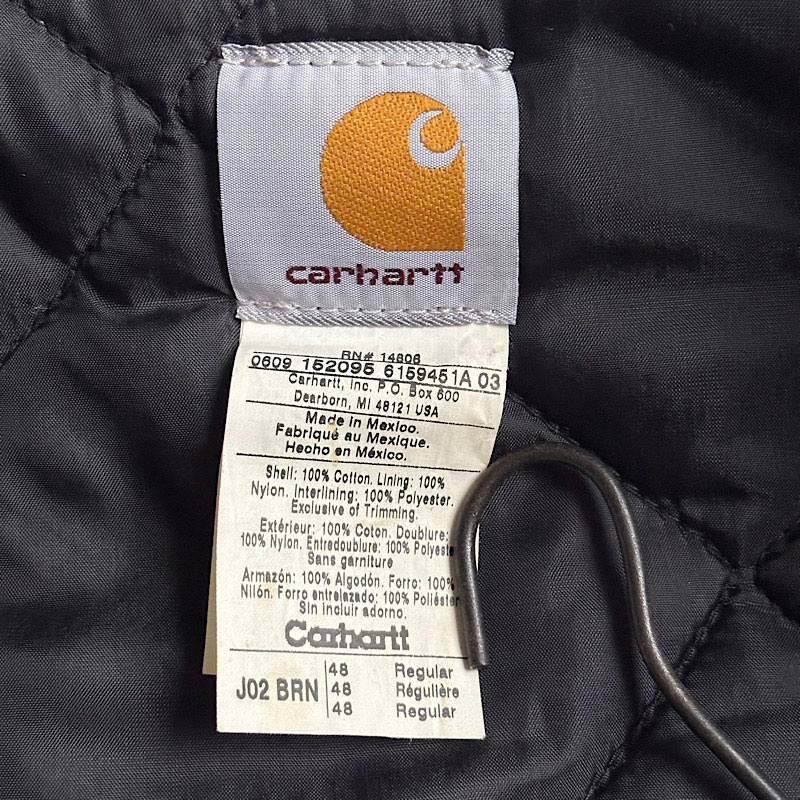 carhartt
RN# 14806
0609 152095 6159451A 03
Carhartt, Inc. P.O. Box 600
Dearborn, MI 48121 USA
Made in Mexico.
Fabriqué au Mexique.
Hecho en México.
Shell: 100% Cotton. Lining: 100%
Nylon. Interlining: 100% Polyester.
Exclusive of Trimming.
Extérieur: 100% Coton. Doublure:
100% Nylon. Entredoublure: 100%
Sans garniture
Armazón: 100% Algodón. Forro: 100%
Nilón. Forro entrelazado: 100% Poliéster
Sin incluir adorno.
Carhartt
J02 BRN
48 Regular
48 Régulière
48 Regular